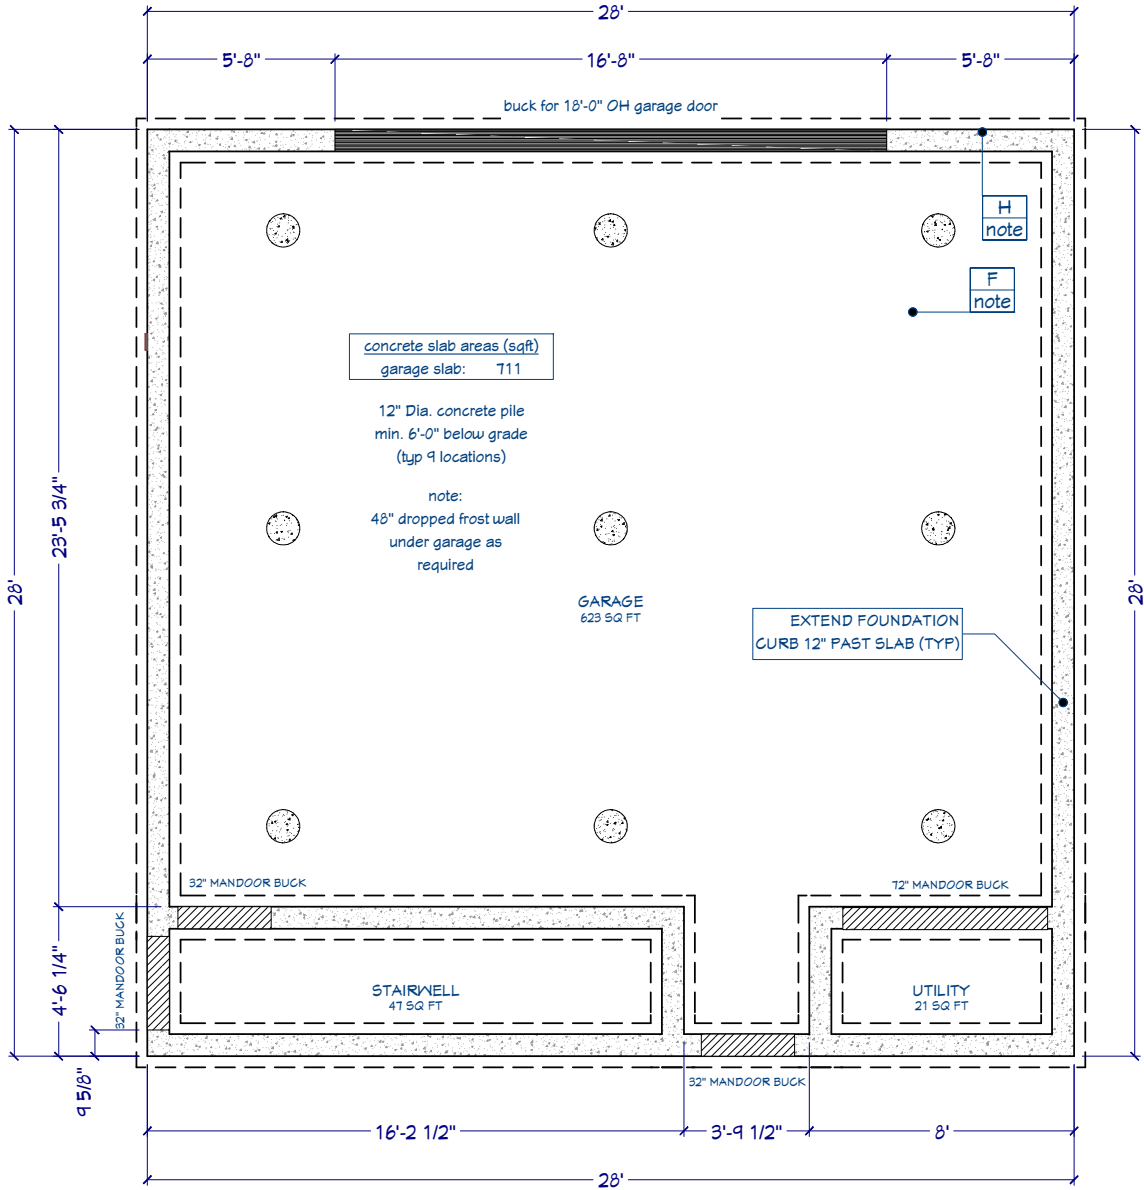 28'
5'-8"
16'-8"
5'-8"
buck for 18'-0" OH garage door
H
note
F
note
concrete slab areas (sqft)
garage slab: 711
12" Dia. concrete pile
min. 6'-0" below grade
(typ 9 locations)
note:
48" dropped frost wall
under garage as
required
23'-5 3/4"
28'
28'
GARAGE
623 SQ FT
EXTEND FOUNDATION
CURB 12" PAST SLAB (TYP)
32" MANDOOR BUCK
72" MANDOOR BUCK
32" MANDOOR BUCK
4'-6 1/4"
STAIRWELL
47 SQ FT
UTILITY
21 SQ FT
9 5/8"
32" MANDOOR BUCK
16'-2 1/2"
3'-9 1/2"
8'
28'